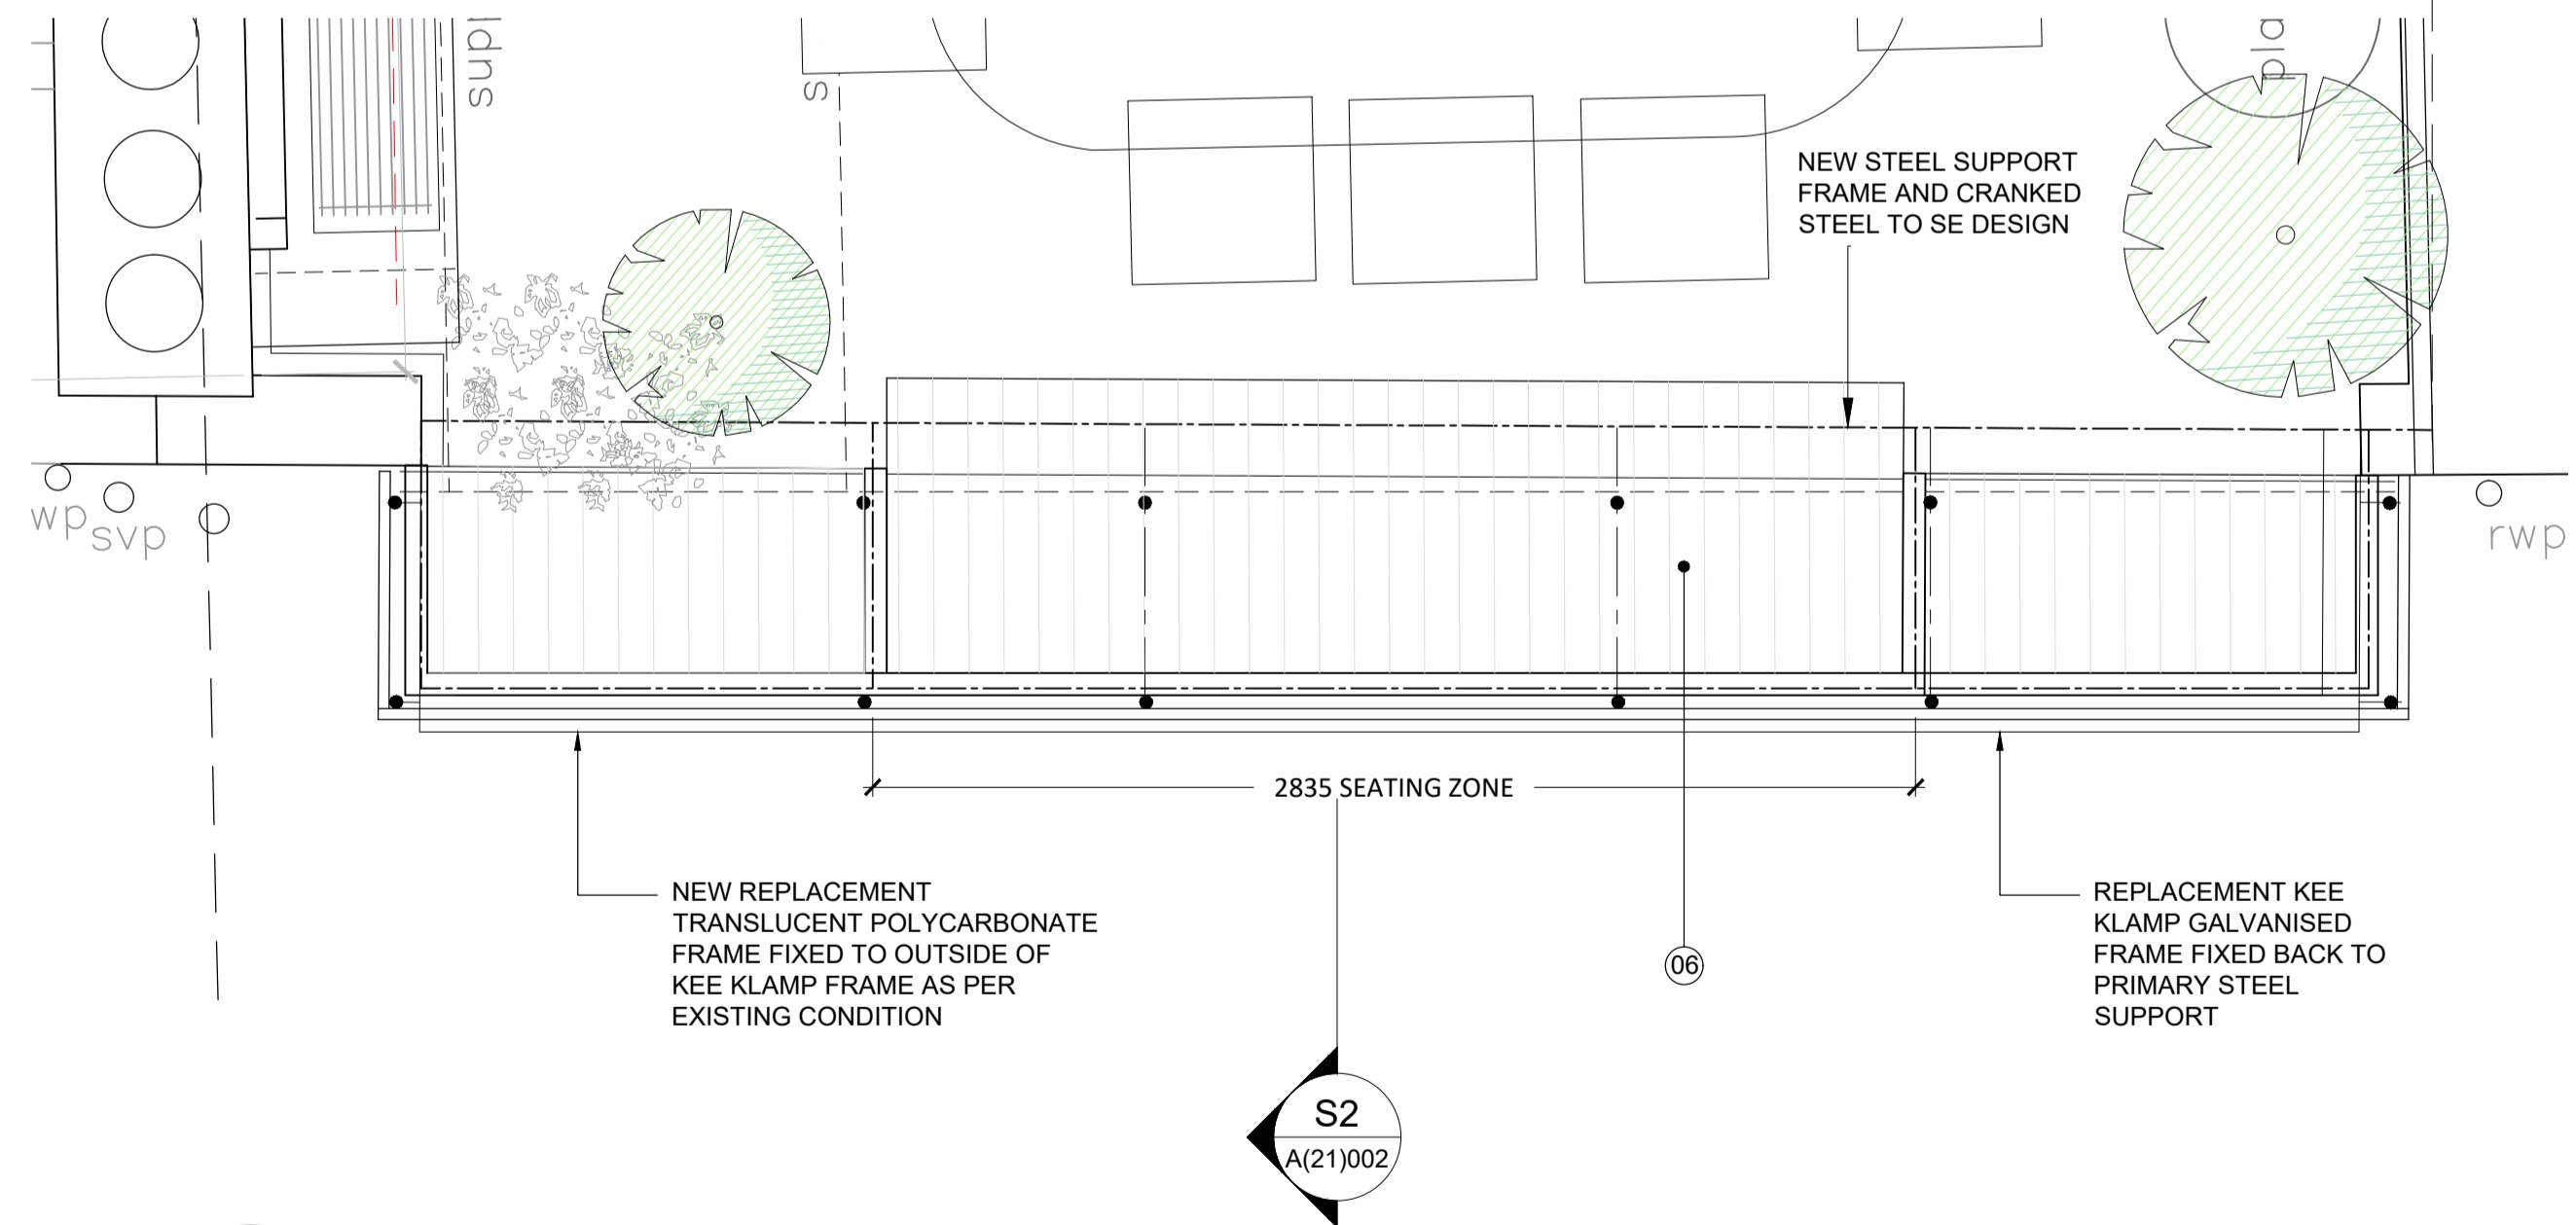 NEW STEEL SUPPORT
FRAME AND CRANKED
STEEL TO SE DESIGN
s
wp
svp
rwp
2835 SEATING ZONE
NEW REPLACEMENT
TRANSLUCENT POLYCARBONATE
FRAME FIXED TO OUTSIDE OF
KEE KLAMP FRAME AS PER
EXISTING CONDITION
06
REPLACEMENT KEE
KLAMP GALVANISED
FRAME FIXED BACK TO
PRIMARY STEEL
SUPPORT
S2
A(21)002